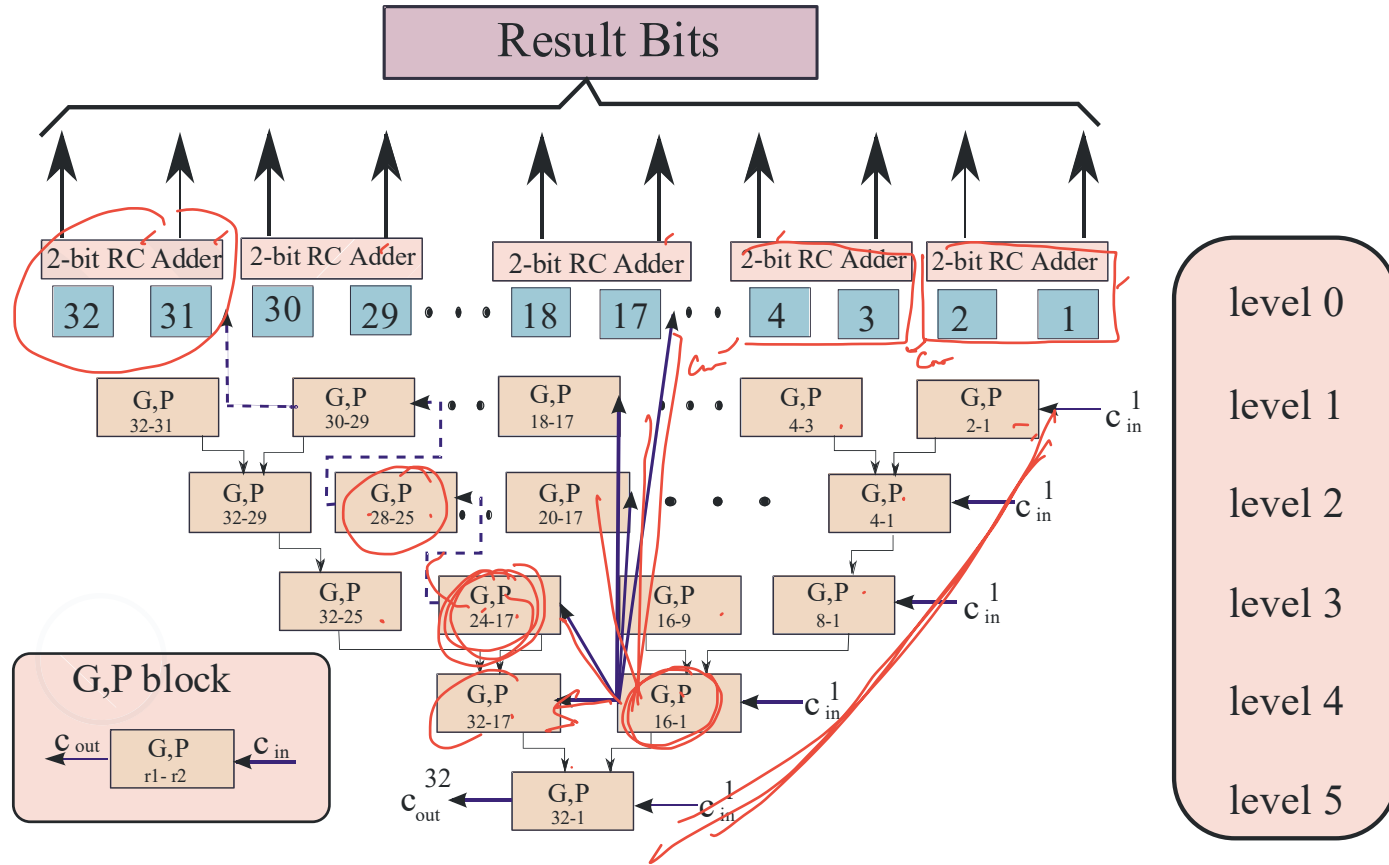 Result Bits
2-bit RC Adder 2-bit RC Adder 2-bit RC Adder 2-bit RC Adder 2-bit RC Adder
32 31 30 29 18 17 4 3 2 1 level 0
G,P G,P G,P G,P G,P
32-31 30-29 18-17 4-3 2-1 c in 1 level 1
G,P G,P G,P G,P
32-29 28-25 20-17 4-1 c in 1 level 2
G,P G,P G,P G,P
32-25 24-17 16-9 8-1 c in 1 level 3
G,P block
G,P G,P
32-17 16-1 c in 1 level 4
c out G,P c in
r1- r2
c out 32 G,P c in 1 level 5
32-1